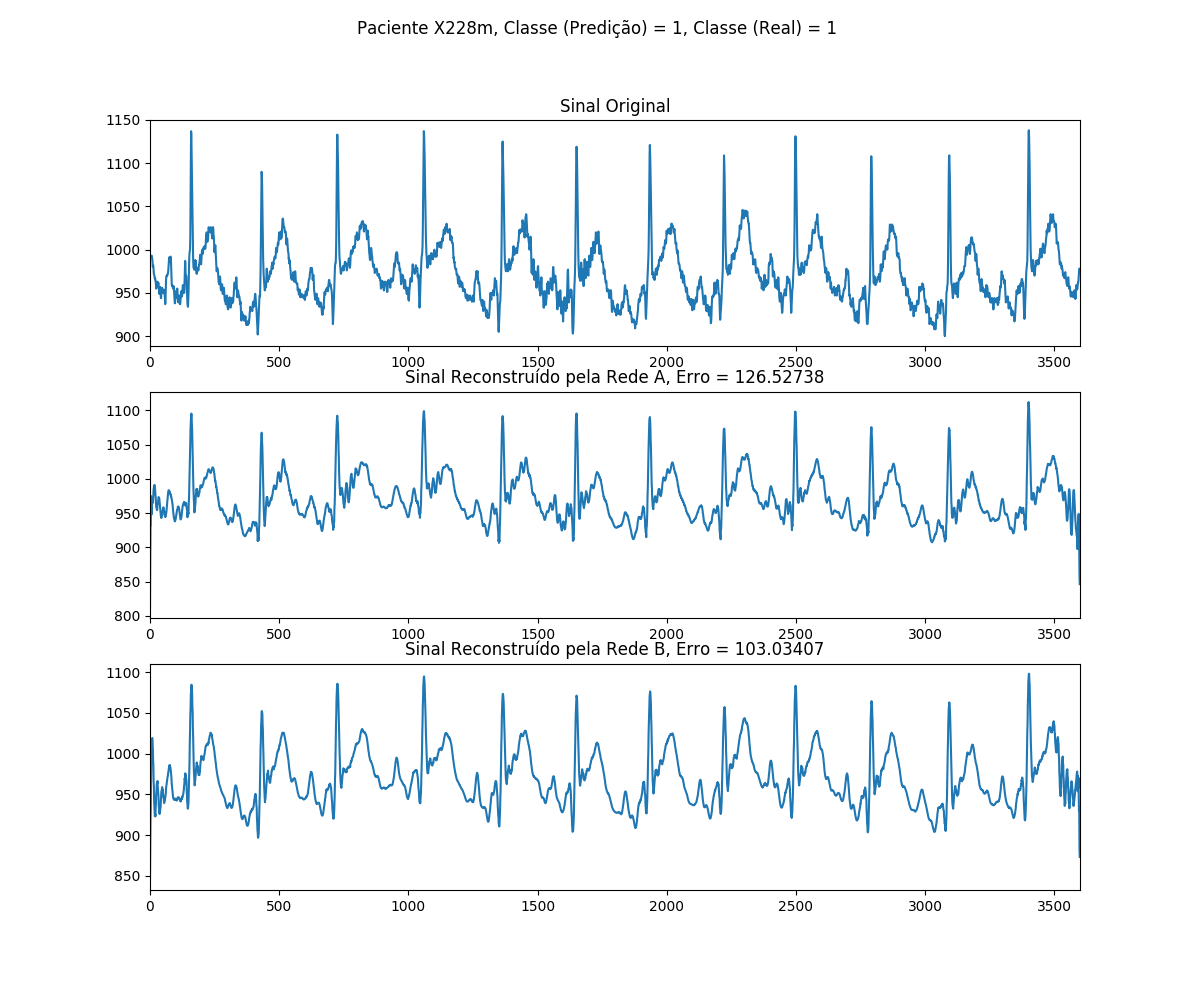 Paciente X228m, Classe (Predição) = 1, Classe (Real) = 1
Sinal Original
1150
1100
1050
1000
950
900
0 500 1000 1500 2000 2500 3000 3500
Sinal Reconstruído pela Rede A, Erro = 126.52738
1100
1050
1000
950
900
850
800
0 500 1000 1500 2000 2500 3000 3500
Sinal Reconstruído pela Rede B, Erro = 103.03407
1100
1050
1000
950
900
850
0 500 1000 1500 2000 2500 3000 3500